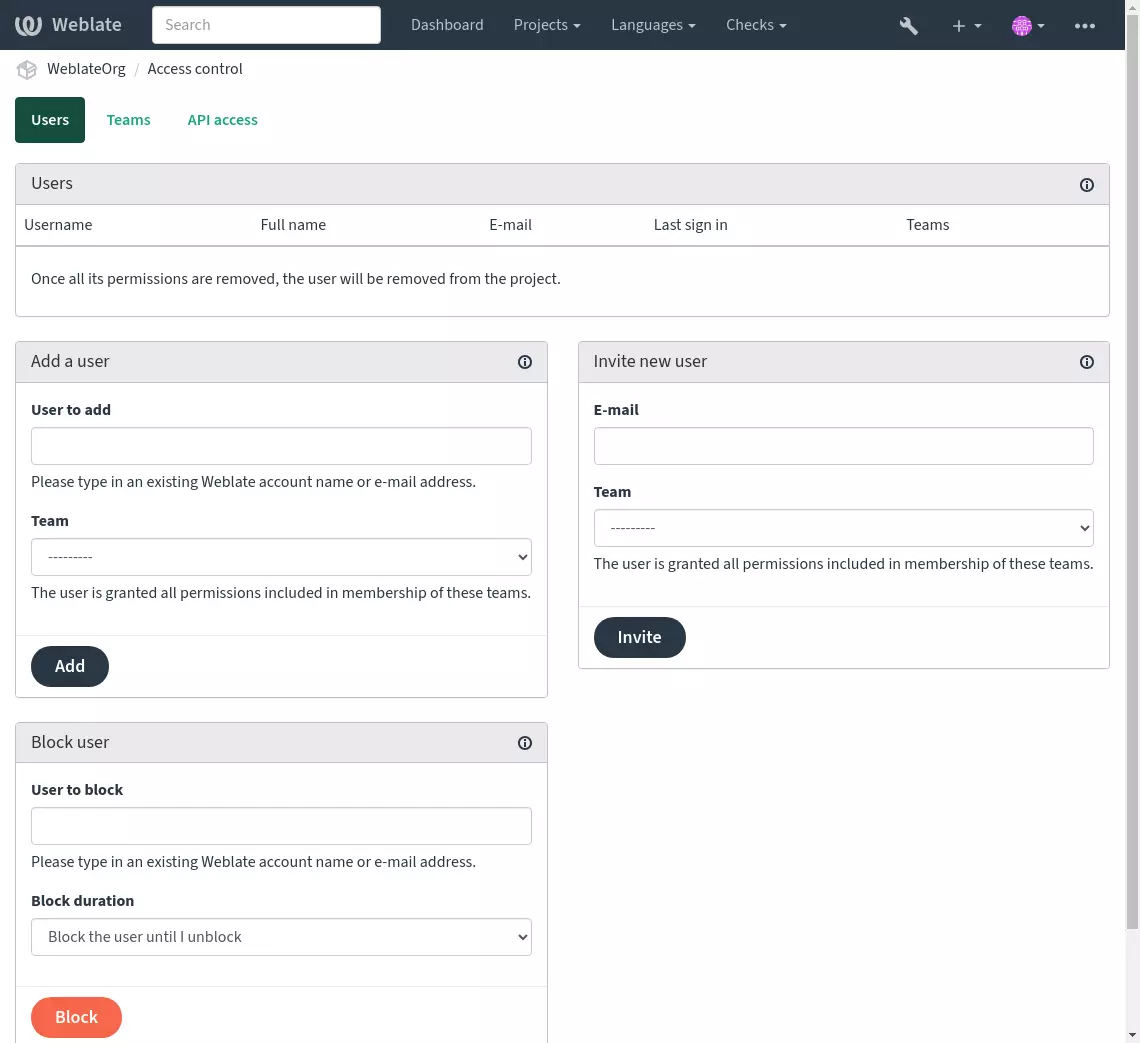 Weblate Search Dashboard Projects Languages Checks
WeblateOrg / Access control
Users Teams API access
Users
Username Full name E-mail Last sign in Teams
Once all its permissions are removed, the user will be removed from the project.
Add a user
User to add
Please type in an existing Weblate account name or e-mail address.
Team
---------
The user is granted all permissions included in membership of these teams.
Add
Invite new user
E-mail
Team
---------
The user is granted all permissions included in membership of these teams.
Invite
Block user
User to block
Please type in an existing Weblate account name or e-mail address.
Block duration
Block the user until I unblock
Block